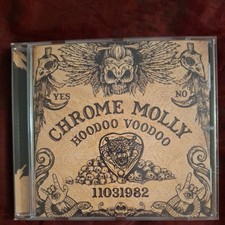 YES
NO
CHROME MOLLY
HOODOO VOODOO
11031982